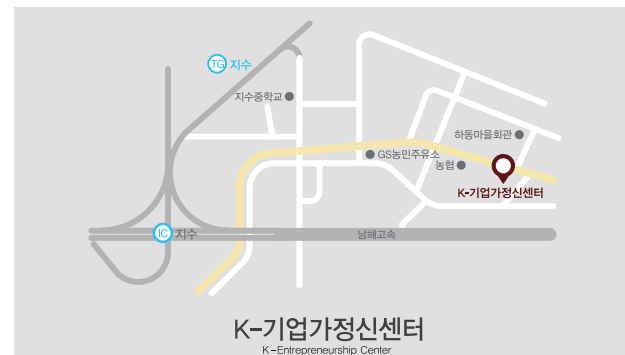 TG 지수
지수중학교
하동마을회관
GS농민주유소
농협
K-기업가정신센터
IC 지수
남해고속
K-기업가정신센터
K-Entrepreneurship Center